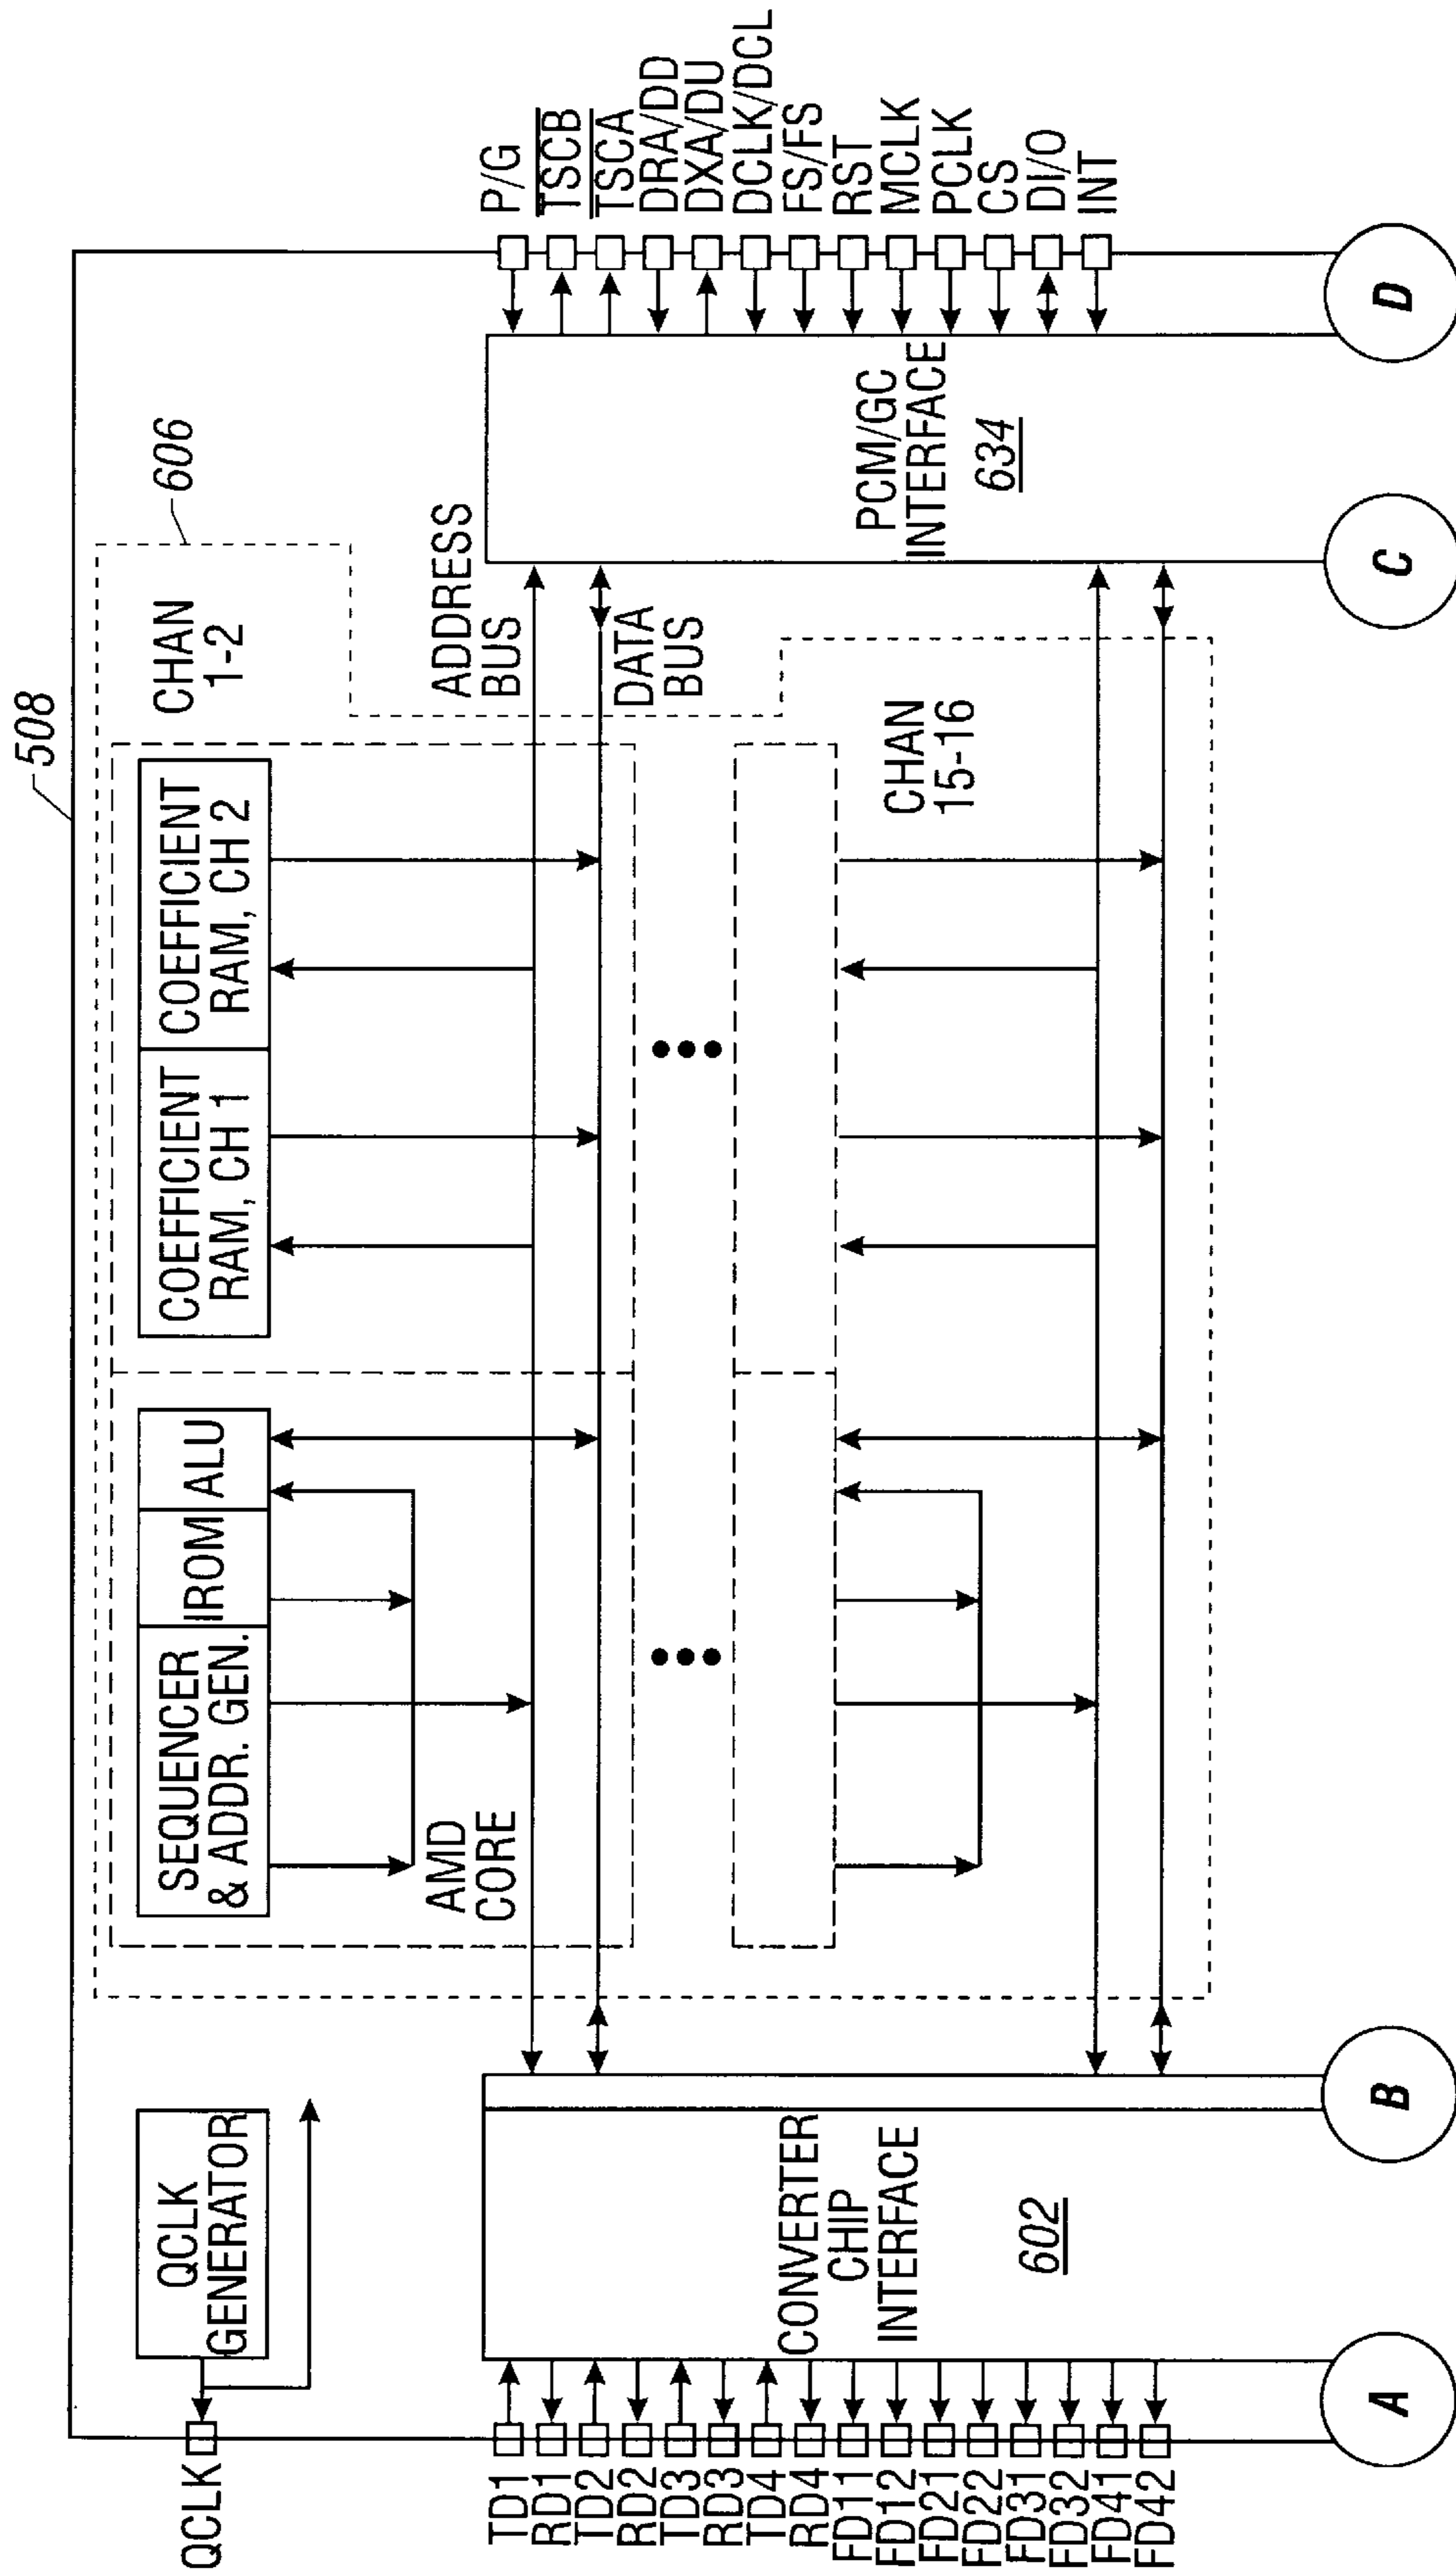 508
606
QCLK
QCLK
GENERATOR
SEQUENCER
& ADDR. GEN.
IROM
ALU
COEFFICIENT
RAM, CH 1
COEFFICIENT
RAM, CH 2
CHAN
1-2
AMD
CORE
ADDRESS
BUS
DATA
BUS
CHAN
15-16
TD1
RD1
TD2
RD2
TD3
RD3
TD4
RD4
FD11
FD12
FD21
FD22
FD31
FD32
FD41
FD42
CONVERTER
CHIP
INTERFACE
602
PCM/GC
INTERFACE
634
P/G
TSCB
TSCA
DRA/DD
DXA/DU
DCLK/DCL
FS/FS
RST
MCLK
PCLK
CS
DI/O
INT
A
B
C
D